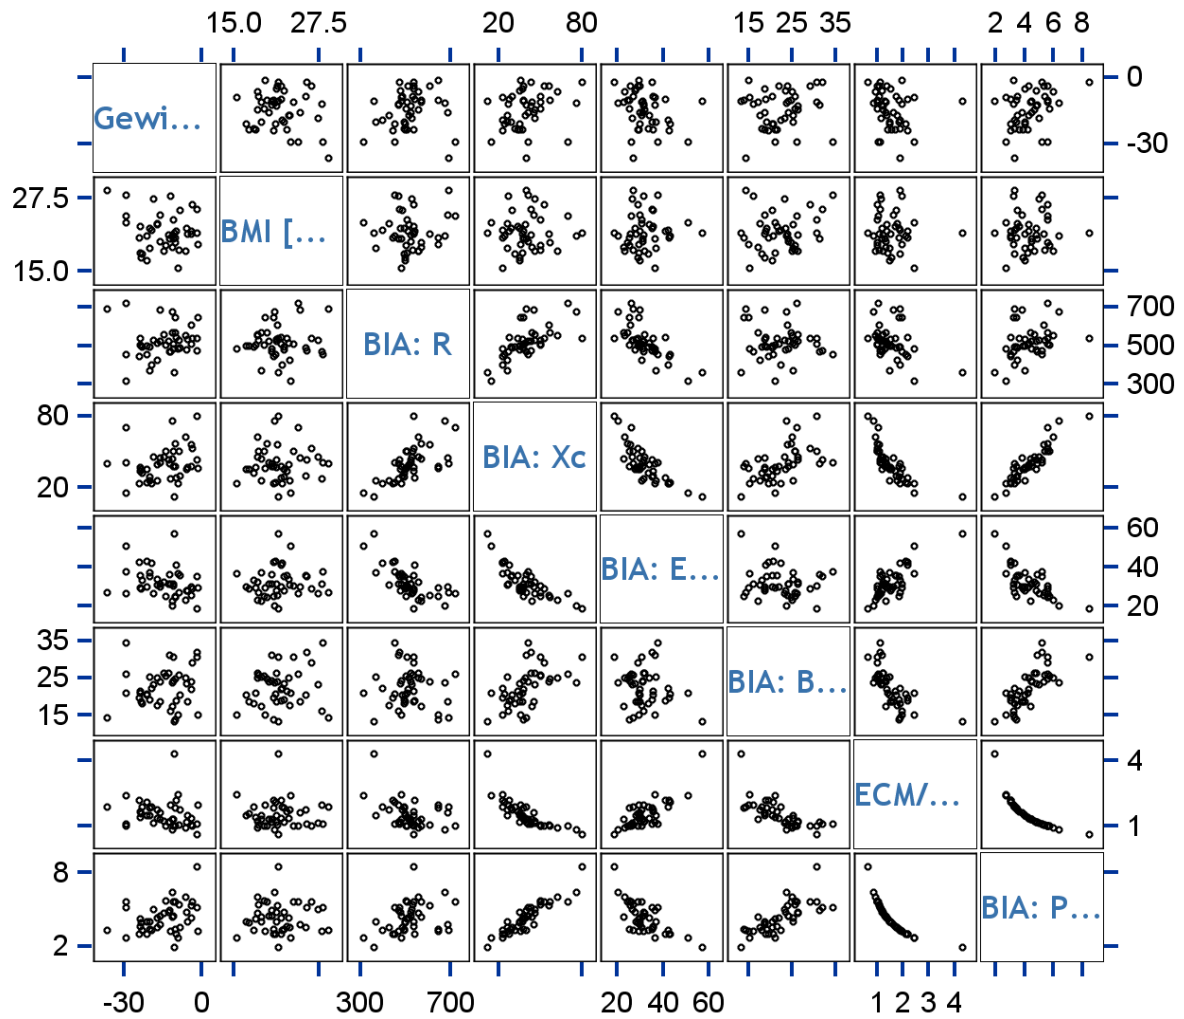 15.0 27.5 20 80 15 25 35 2 4 6 8
Gewi... 0
-30
27.5 BMI [...
15.0
BIA: R 700
500
300
80 BIA: Xc
20
BIA: E... 60
40
20
35 BIA: B...
25
15
ECM/... 4
1
8 BIA: P...
2
-30 0 300 700 20 40 60 1 2 3 4